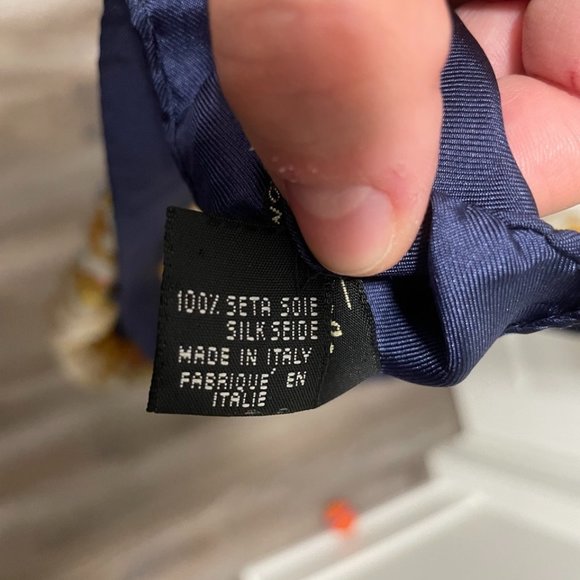 100% SETA SOIE
SILK SEIDE
MADE IN ITALY
FABRIQUE' EN
ITALIE